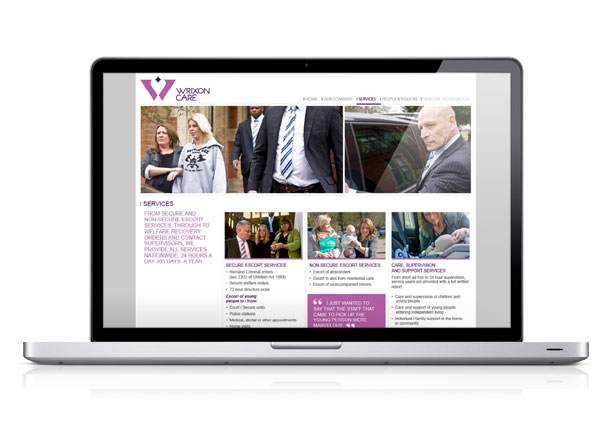 WRIXON
CARE
HOME
OUR COMPANY
SERVICES
PEOPLE & POLICIES
CONTACT US
SERVICES
FROM SECURE AND
NON SECURE ESCORT
SERVICES, THROUGH TO
WELFARE RECOVERY
ORDERS AND CONTACT
SUPERVISORS, WE
PROVIDE ALL SERVICES
NATIONWIDE, 24 HOURS A
DAY 365 DAYS A YEAR.
SECURE ESCORT SERVICES
• Remand Criminal orders
(sec 23(5) of Children Act 1969)
• Secure welfare orders
• 72 hour directors order
Escort of young
people to / from:
• Court / Secure units
• Police stations
• Medical, dental or other appointments
• Home visits
NON SECURE ESCORT SERVICES
• Escort of absconders
• Escort to and from residential care
• Escort of unaccompanied minors
“ I JUST WANTED TO
SAY THAT THE STAFF THAT
CAME TO PICK UP THE
YOUNG PERSON WERE
MARVELOUS. ”
CARE, SUPERVISION
AND SUPPORT SERVICES
From short ad hoc to 24 hour supervision,
service users are provided with a full written
report.
• Care and supervision of children and
young people
• Care and support of young people
entering independent living
• Individual / family support in the home
or community